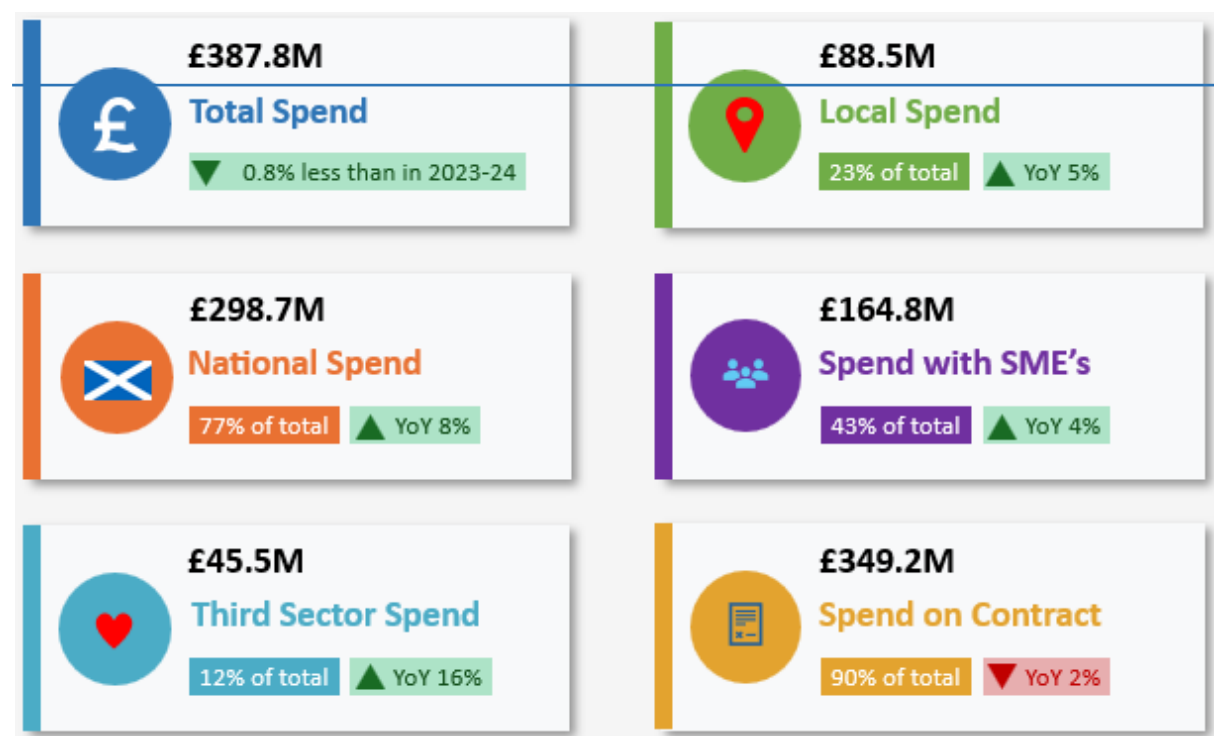 £387.8M
Total Spend
▼ 0.8% less than in 2023-24
£88.5M
Local Spend
23% of total ▲ YoY 5%
£298.7M
National Spend
77% of total ▲ YoY 8%
£164.8M
Spend with SME’s
43% of total ▲ YoY 4%
£45.5M
Third Sector Spend
12% of total ▲ YoY 16%
£349.2M
Spend on Contract
90% of total ▼ YoY 2%